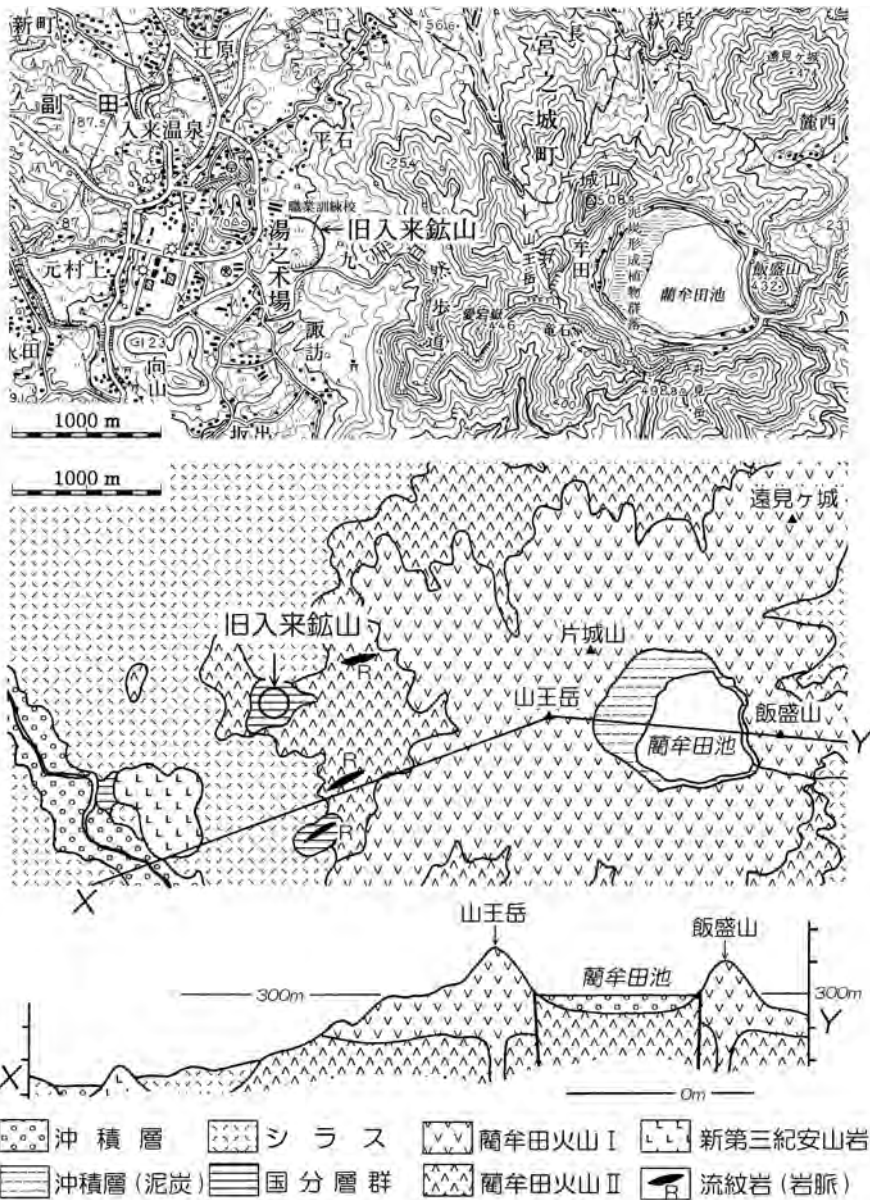 新町
辻原
口
156.6
長
萩段
遠見ヶ城
副田
87.5
入来温泉
平石
254
宮之城町
麓西
片城山
508.8
職業訓練校
旧入来鉱山
87
170
湯之木場
九州自然歩道
山王岳
牟田
泥炭形成植物群落
藺牟田池
飯盛山
432
元村上
愛宕嶽
446
竜石
諏訪
123
向山
498.8
1000 m
1000 m
遠見ヶ城
旧入来鉱山
片城山
R
山王岳
飯盛山
Y
藺牟田池
R
R
X
山王岳
飯盛山
藺牟田池
300m
300m
Y
X
0m
沖積層
シラス
藺牟田火山 I
新第三紀安山岩
沖積層(泥炭)
国分層群
藺牟田火山 II
R
流紋岩(岩脈)